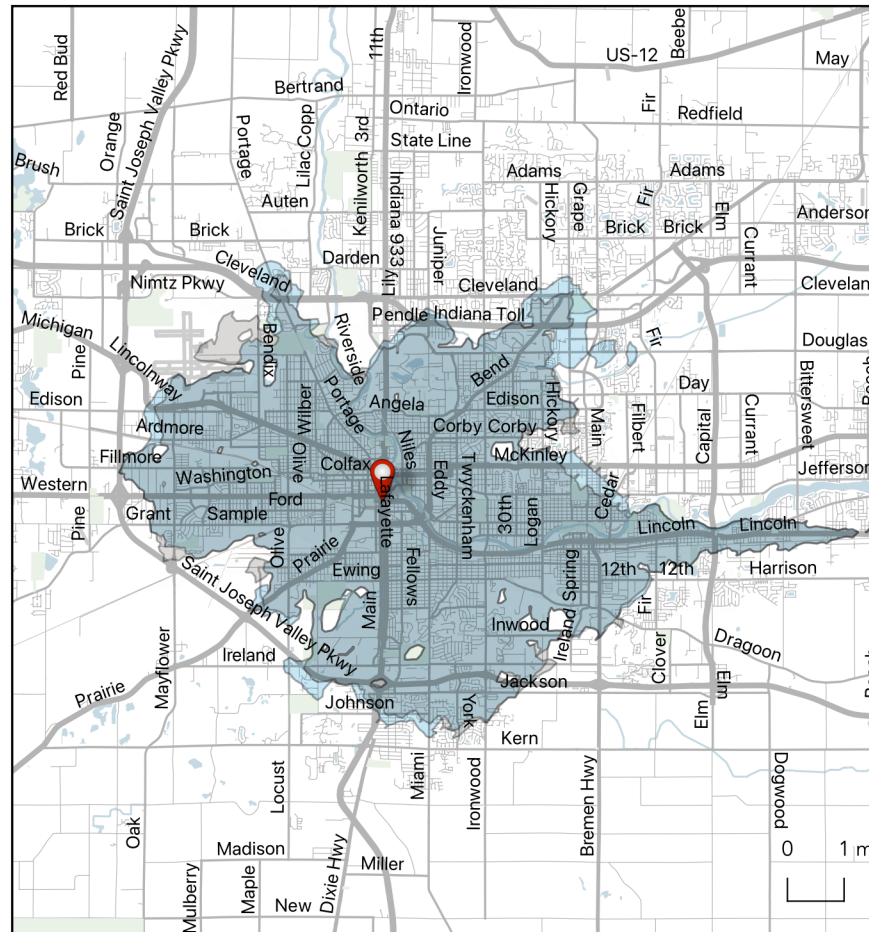 Beebe
US-12
May
Red Bud
Saint Joseph Valley Pkwy
11th
Ironwood
Bertrand
Ontario
Fir
Redfield
Orange
Portage
Lilac Copp
3rd
State Line
Brush
Adams
Adams
Auten
Kenilworth
Indiana 933
Hickory
Grape
Fir
Elm
Anderson
Brick
Brick
Brick
Brick
Juniper
Currant
Darden
Cleveland
Lily
Cleveland
Cleveland
Nimtz Pkwy
Pendle
Indiana Toll
Michigan
Lincolnway
Bendix
Riverside
Fir
Douglas
Pine
Bend
Day
Bittersweet
Edison
Wilber
Portage
Angela
Edison
Hickory
Main
Filbert
Capital
Currant
Ardmore
Corby
Corby
Niles
McKinley
Fillmore
Olive
Colfax
Eddy
Twyckenham
Western
Washington
Jefferson
Lafayette
Ford
30th
Logan
Cedar
Grant
Sample
Lincoln
Lincoln
Pine
Olive
Prairie
Ewing
Fellows
Spring
12th
12th
Harrison
Saint Joseph Valley Pkwy
Main
Fir
Inwood
Ireland
Dragoon
Mayflower
Ireland
Clover
Elm
Prairie
Jackson
Johnson
York
Elm
Kern
Miami
Ironwood
Bremen Hwy
Dogwood
Locust
Oak
Madison
Miller
0 1 m
Mulberry
Maple
New
Dixie Hwy